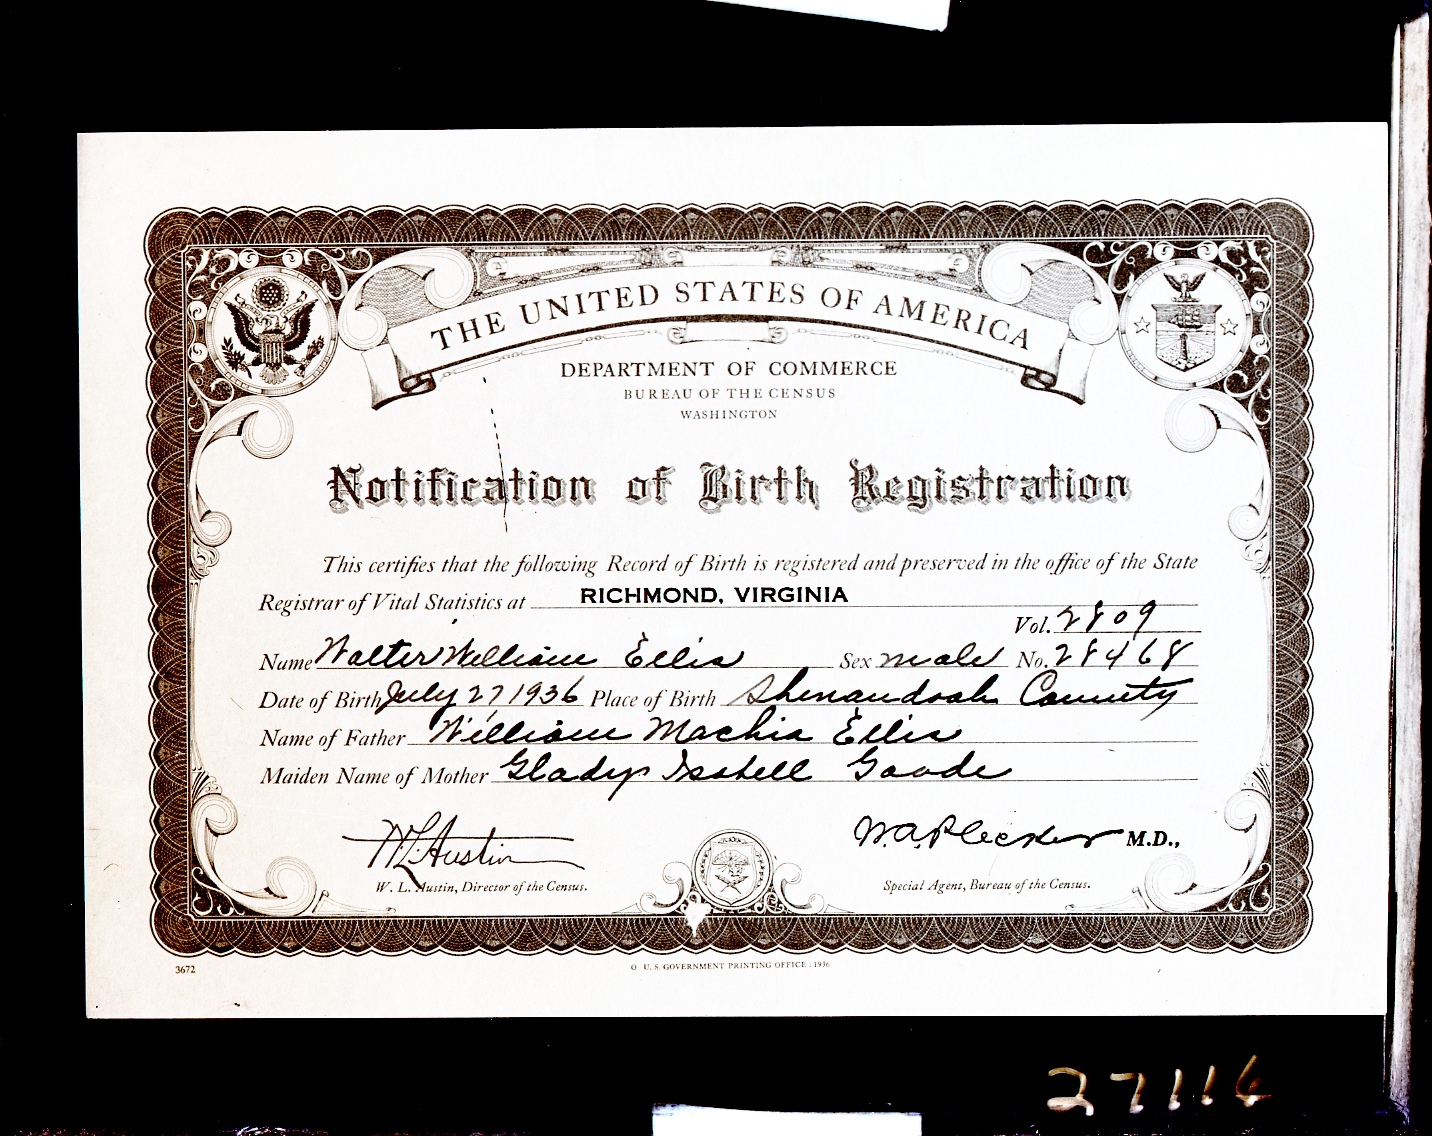 THE UNITED STATES OF AMERICA
DEPARTMENT OF COMMERCE
BUREAU OF THE CENSUS
WASHINGTON
Notification of Birth Registration
This certifies that the following Record of Birth is registered and preserved in the office of the State
Registrar of Vital Statistics at RICHMOND, VIRGINIA
Vol. 2809
Name Walter William Ellis Sex male No. 28468
Date of Birth July 27 1936 Place of Birth Shenandoah County
Name of Father William Machia Ellis
Maiden Name of Mother Gladys Isabell Goode
W.L. Austin W.A. Plecker M.D.,
W. L. Austin, Director of the Census. Special Agent, Bureau of the Census.
3672 U. S. GOVERNMENT PRINTING OFFICE : 1936
27116